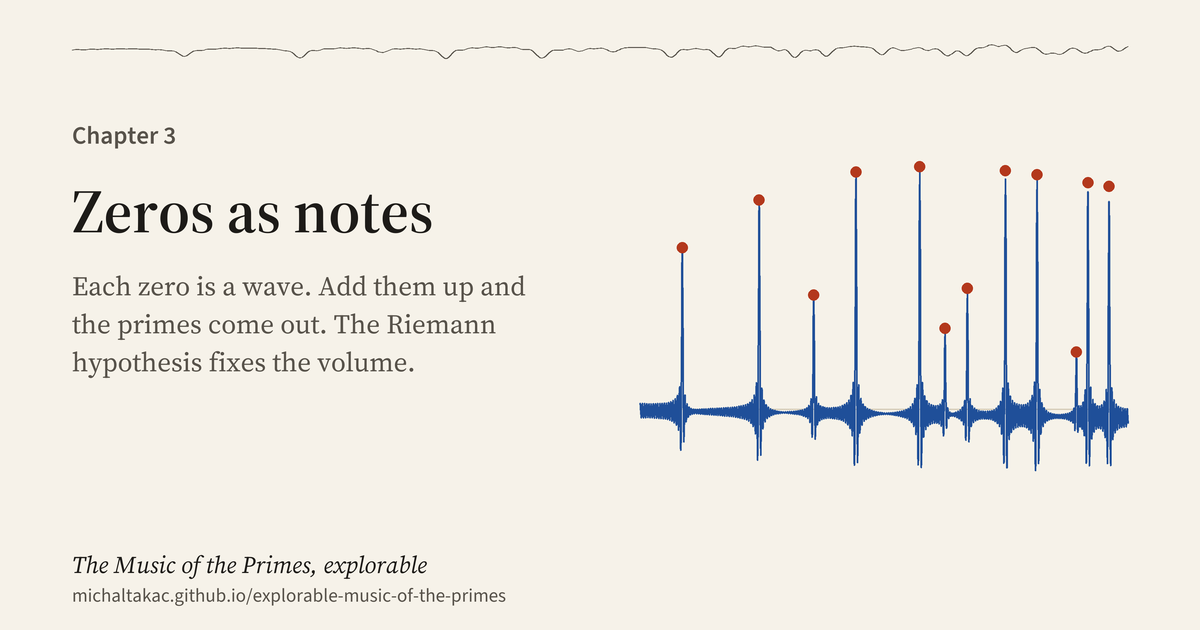 Chapter 3
Zeros as notes
Each zero is a wave. Add them up and
the primes come out. The Riemann
hypothesis fixes the volume.
The Music of the Primes, explorable
michaltakac.github.io/explorable-music-of-the-primes